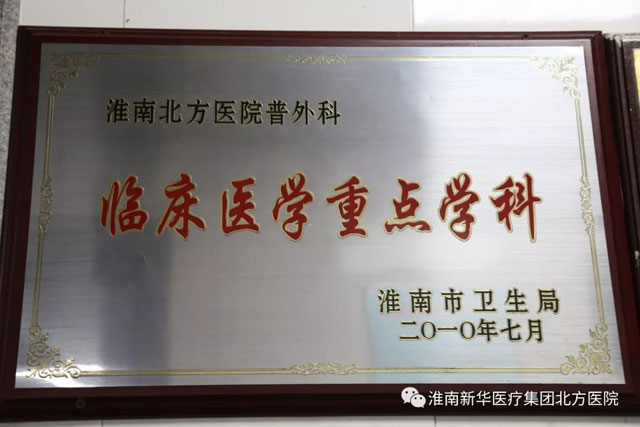 淮南北方医院普外科
临床医学重点学科
淮南市卫生局
二〇一〇年七月
淮南新华医疗集团北方医院